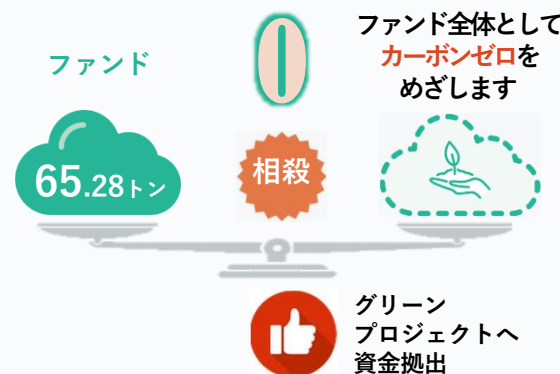 ファンド
ファンド全体として
カーボンゼロを
めざします
65.28トン
相殺
グリーン
プロジェクトへ
資金拠出